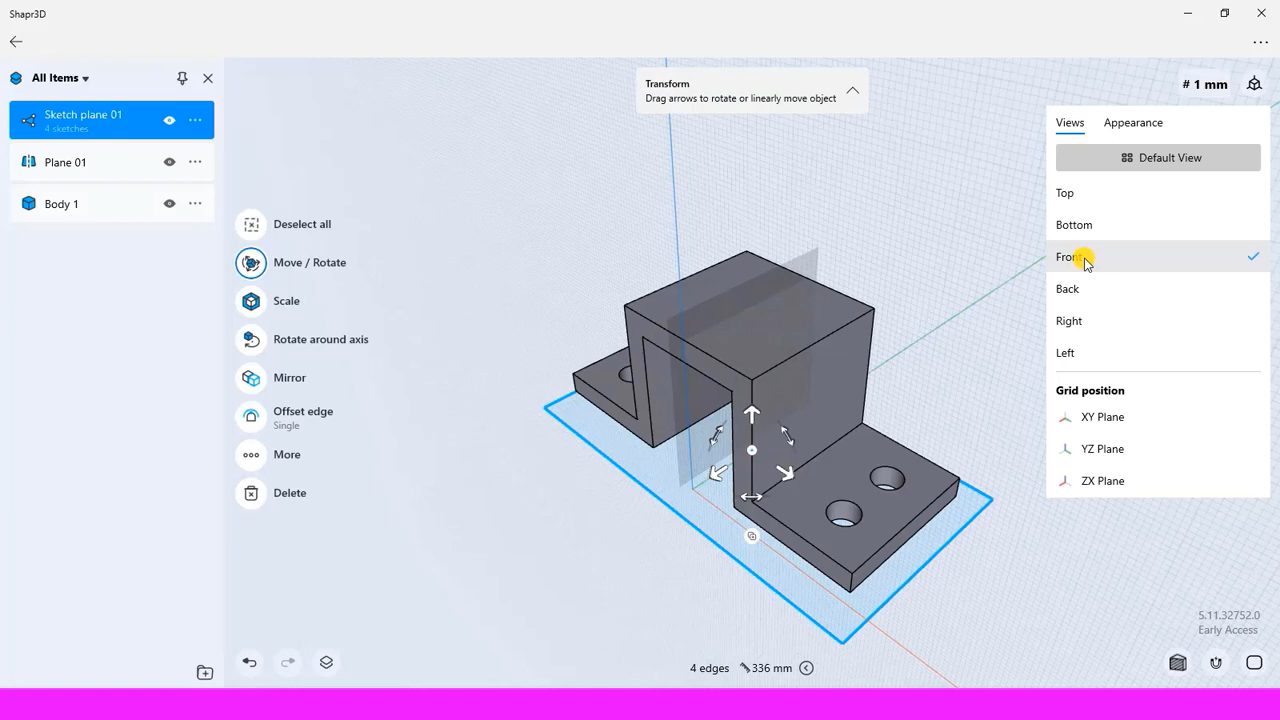 Shapr3D
All Items
Sketch plane 01
4 sketches
Plane 01
Body 1
Deselect all
Move / Rotate
Scale
Rotate around axis
Mirror
Offset edge
Single
More
Delete
Transform
Drag arrows to rotate or linearly move object
# 1 mm
Views
Appearance
Default View
Top
Bottom
Front
Back
Right
Left
Grid position
XY Plane
YZ Plane
ZX Plane
5.11.32752.0
Early Access
4 edges
336 mm